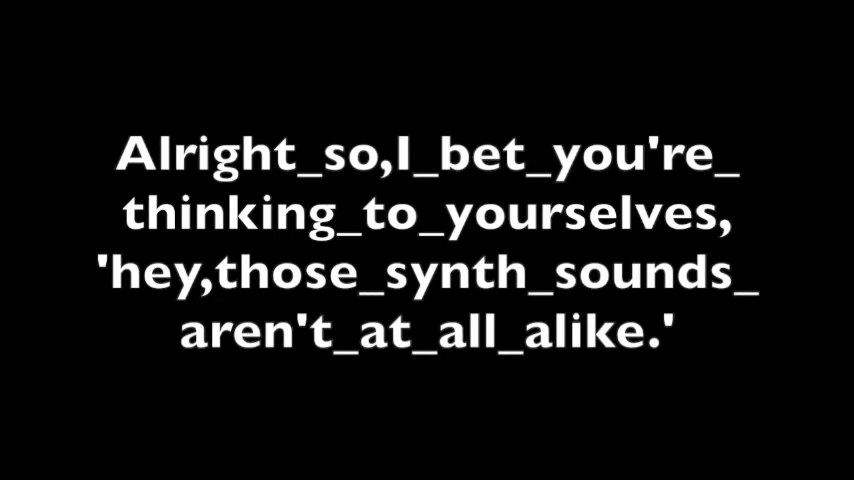 Alright_so,I_bet_you're_
thinking_to_yourselves,
'hey,those_synth_sounds_
aren't_at_all_alike.'